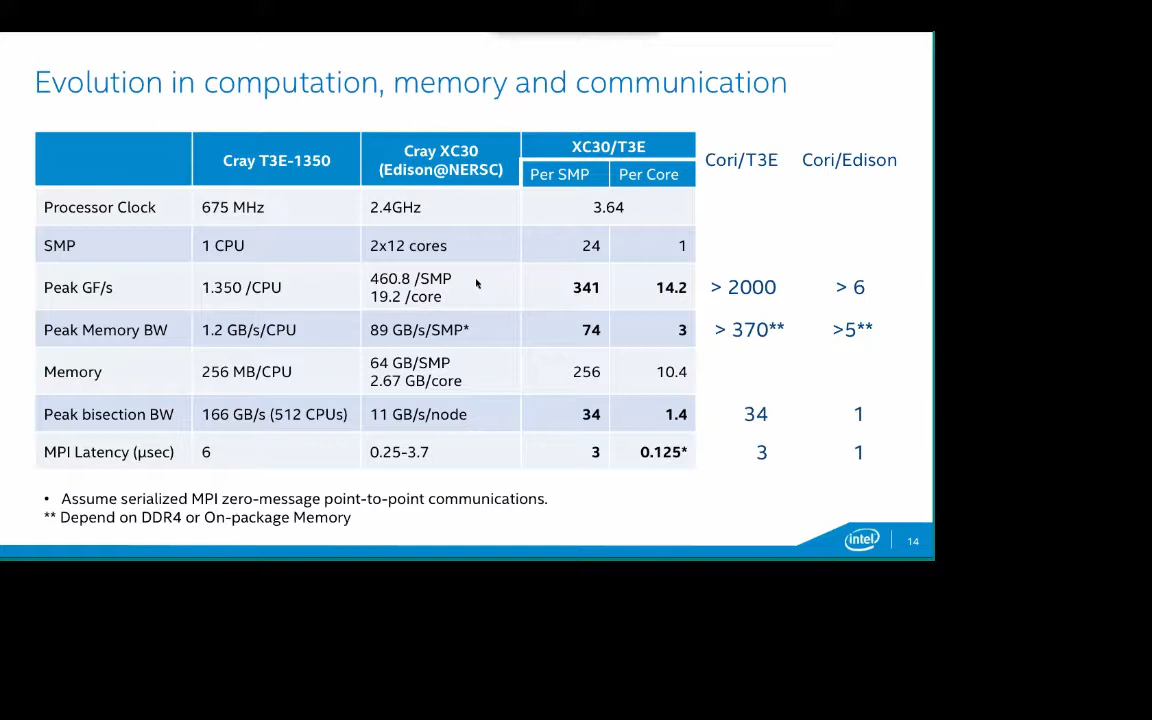 Evolution in computation, memory and communication
Cray T3E-1350
Cray XC30
(Edison@NERSC)
XC30/T3E
Per SMP
Per Core
Cori/T3E
Cori/Edison
Processor Clock
675 MHz
2.4GHz
3.64
SMP
1 CPU
2x12 cores
24
1
Peak GF/s
1.350 /CPU
460.8 /SMP
19.2 /core
341
14.2
> 2000
> 6
Peak Memory BW
1.2 GB/s/CPU
89 GB/s/SMP*
74
3
> 370**
>5**
Memory
256 MB/CPU
64 GB/SMP
2.67 GB/core
256
10.4
Peak bisection BW
166 GB/s (512 CPUs)
11 GB/s/node
34
1.4
34
1
MPI Latency (µsec)
6
0.25-3.7
3
0.125*
3
1
• Assume serialized MPI zero-message point-to-point communications.
** Depend on DDR4 or On-package Memory
intel
14